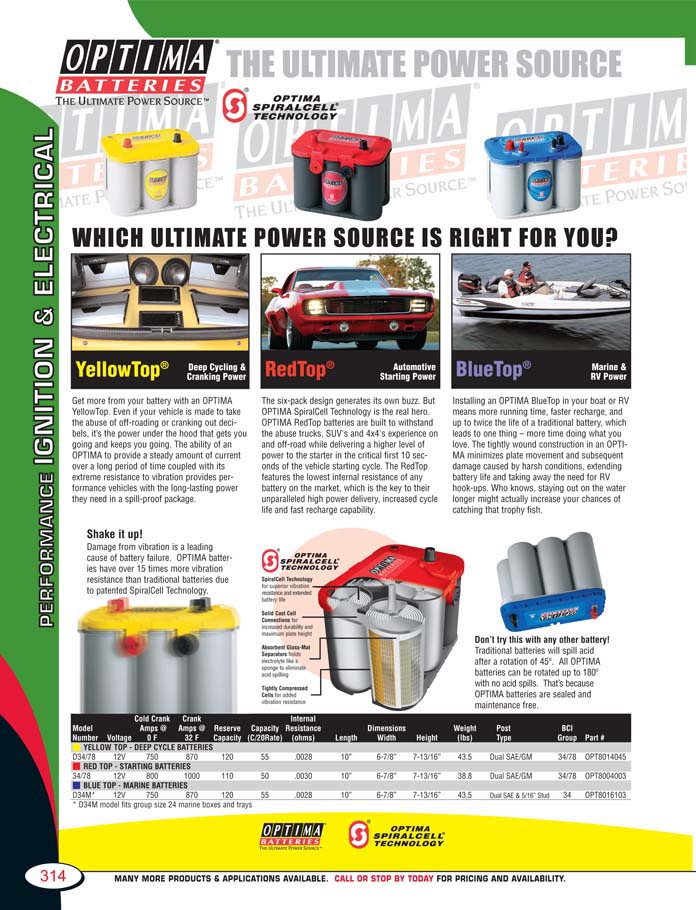 OPTIMA®
BATTERIES
THE ULTIMATE POWER SOURCE™
THE ULTIMATE POWER SOURCE
OPTIMA
SPIRALCELL®
TECHNOLOGY
PERFORMANCE IGNITION & ELECTRICAL
WHICH ULTIMATE POWER SOURCE IS RIGHT FOR YOU?
YellowTop®
Deep Cycling &
Cranking Power
Get more from your battery with an OPTIMA
YellowTop. Even if your vehicle is made to take
the abuse of off-roading or cranking out deci-
bels, it's the power under the hood that gets you
going and keeps you going. The ability of an
OPTIMA to provide a steady amount of current
over a long period of time coupled with its
extreme resistance to vibration provides per-
formance vehicles with the long-lasting power
they need in a spill-proof package.
RedTop®
Automotive
Starting Power
The six-pack design generates its own buzz. But
OPTIMA SpiralCell Technology is the real hero.
OPTIMA RedTop batteries are built to withstand
the abuse trucks, SUV's and 4x4's experience on
and off-road while delivering a higher level of
power to the starter in the critical first 10 sec-
onds of the vehicle starting cycle. The RedTop
features the lowest internal resistance of any
battery on the market, which is the key to their
unparalleled high power delivery, increased cycle
life and fast recharge capability.
BlueTop®
Marine &
RV Power
Installing an OPTIMA BlueTop in your boat or RV
means more running time, faster recharge, and
up to twice the life of a traditional battery, which
leads to one thing – more time doing what you
love. The tightly wound construction in an OPTI-
MA minimizes plate movement and subsequent
damage caused by harsh conditions, extending
battery life and taking away the need for RV
hook-ups. Who knows, staying out on the water
longer might actually increase your chances of
catching that trophy fish.
Shake it up!
Damage from vibration is a leading
cause of battery failure. OPTIMA batter-
ies have over 15 times more vibration
resistance than traditional batteries due
to patented SpiralCell Technology.
OPTIMA
SPIRALCELL®
TECHNOLOGY
SpiralCell Technology
for superior vibration
resistance and extended
battery life
Solid Cast Cell
Connections for
increased durability and
maximum plate height
Absorbent Glass-Mat
Separators holds
electrolyte like a
sponge to eliminate
acid spilling
Tightly Compressed
Cells for added
vibration resistance
Don't try this with any other battery!
Traditional batteries will spill acid
after a rotation of 45º. All OPTIMA
batteries can be rotated up to 180º
with no acid spills. That's because
OPTIMA batteries are sealed and
maintenance free.
Cold Crank Crank Internal
Model Amps @ Amps @ Reserve Capacity Resistance Dimensions Weight Post BCI
Number Voltage 0 F 32 F Capacity (C/20Rate) (ohms) Length Width Height (lbs) Type Group Part #
YELLOW TOP - DEEP CYCLE BATTERIES
D34/78 12V 750 870 120 55 .0028 10" 6-7/8" 7-13/16" 43.5 Dual SAE/GM 34/78 OPT8014045
RED TOP - STARTING BATTERIES
34/78 12V 800 1000 110 50 .0030 10" 6-7/8" 7-13/16" 38.8 Dual SAE/GM 34/78 OPT8004003
BLUE TOP - MARINE BATTERIES
D34M* 12V 750 870 120 55 .0028 10" 6-7/8" 7-13/16" 43.5 Dual SAE & 5/16" Stud 34 OPT8016103
* D34M model fits group size 24 marine boxes and trays
OPTIMA®
BATTERIES
THE ULTIMATE POWER SOURCE™
OPTIMA
SPIRALCELL®
TECHNOLOGY
314
MANY MORE PRODUCTS & APPLICATIONS AVAILABLE. CALL OR STOP BY TODAY FOR PRICING AND AVAILABILITY.